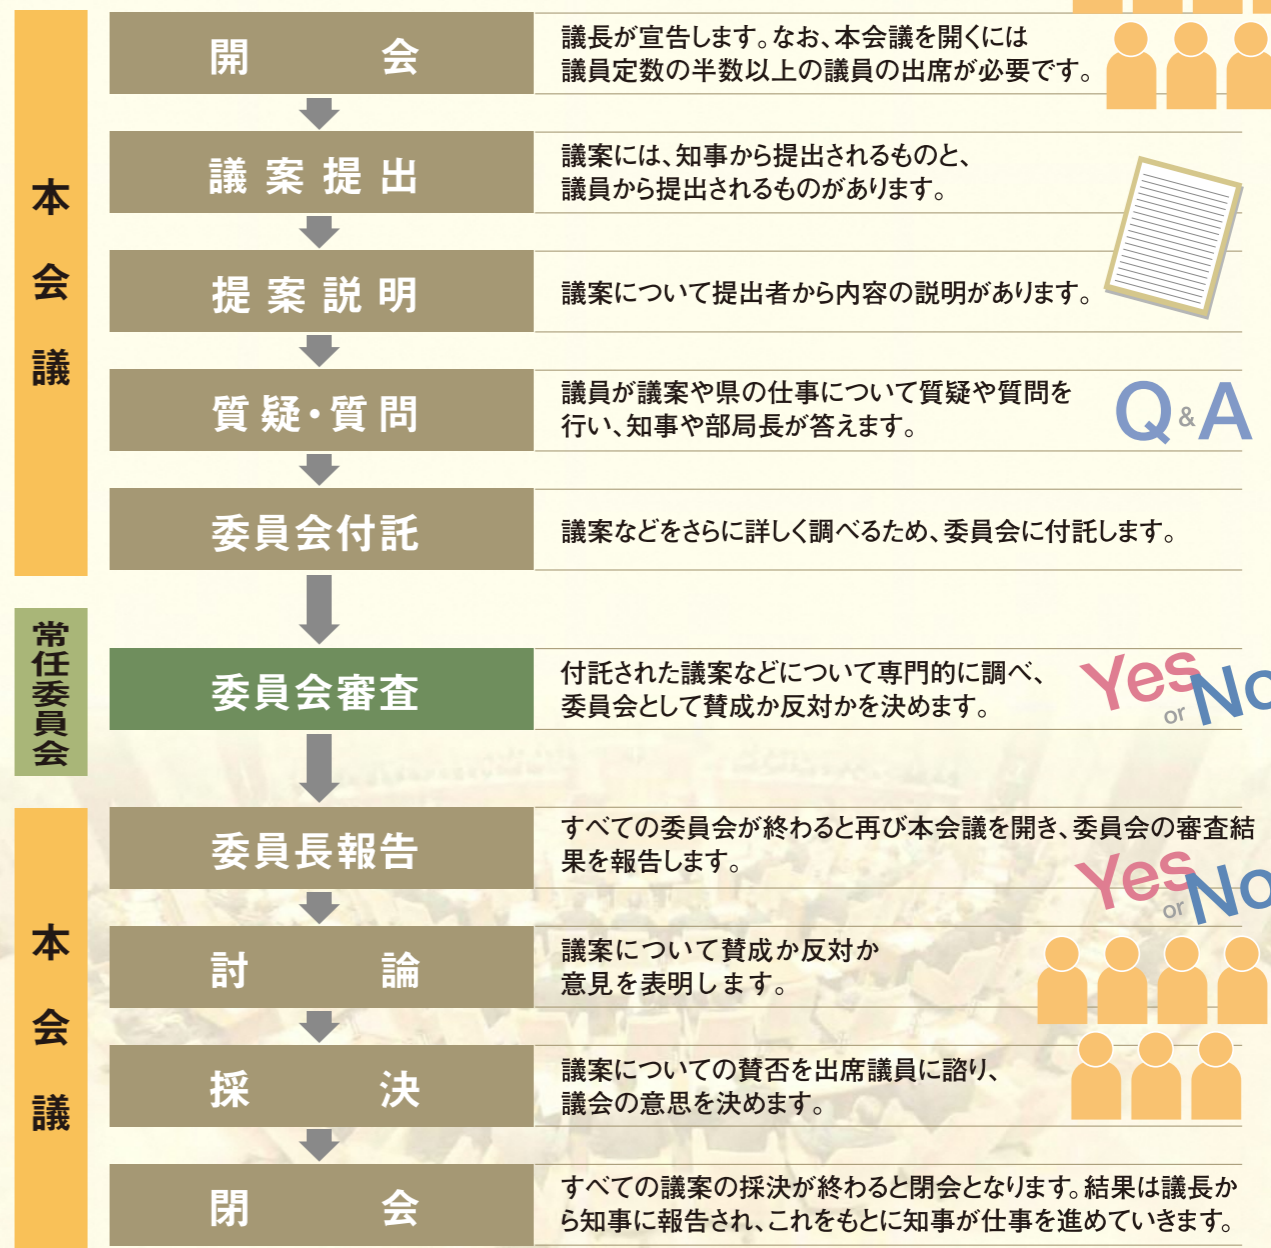 本会議
開会
議長が宣告します。なお、本会議を開くには
議員定数の半数以上の議員の出席が必要です。
議案提出
議案には、知事から提出されるものと、
議員から提出されるものがあります。
提案説明
議案について提出者から内容の説明があります。
質疑・質問
議員が議案や県の仕事について質疑や質問を
行い、知事や部局長が答えます。
Q&A
委員会付託
議案などをさらに詳しく調べるため、委員会に付託します。
常任委員会
委員会審査
付託された議案などについて専門的に調べ、
委員会として賛成か反対かを決めます。
Yes or No
本会議
委員長報告
すべての委員会が終わると再び本会議を開き、委員会の審査結
果を報告します。
Yes or No
討論
議案について賛成か反対か
意見を表明します。
採決
議案についての賛否を出席議員に諮り、
議会の意思を決めます。
閉会
すべての議案の採決が終わると閉会となります。結果は議長か
ら知事に報告され、これをもとに知事が仕事を進めていきます。